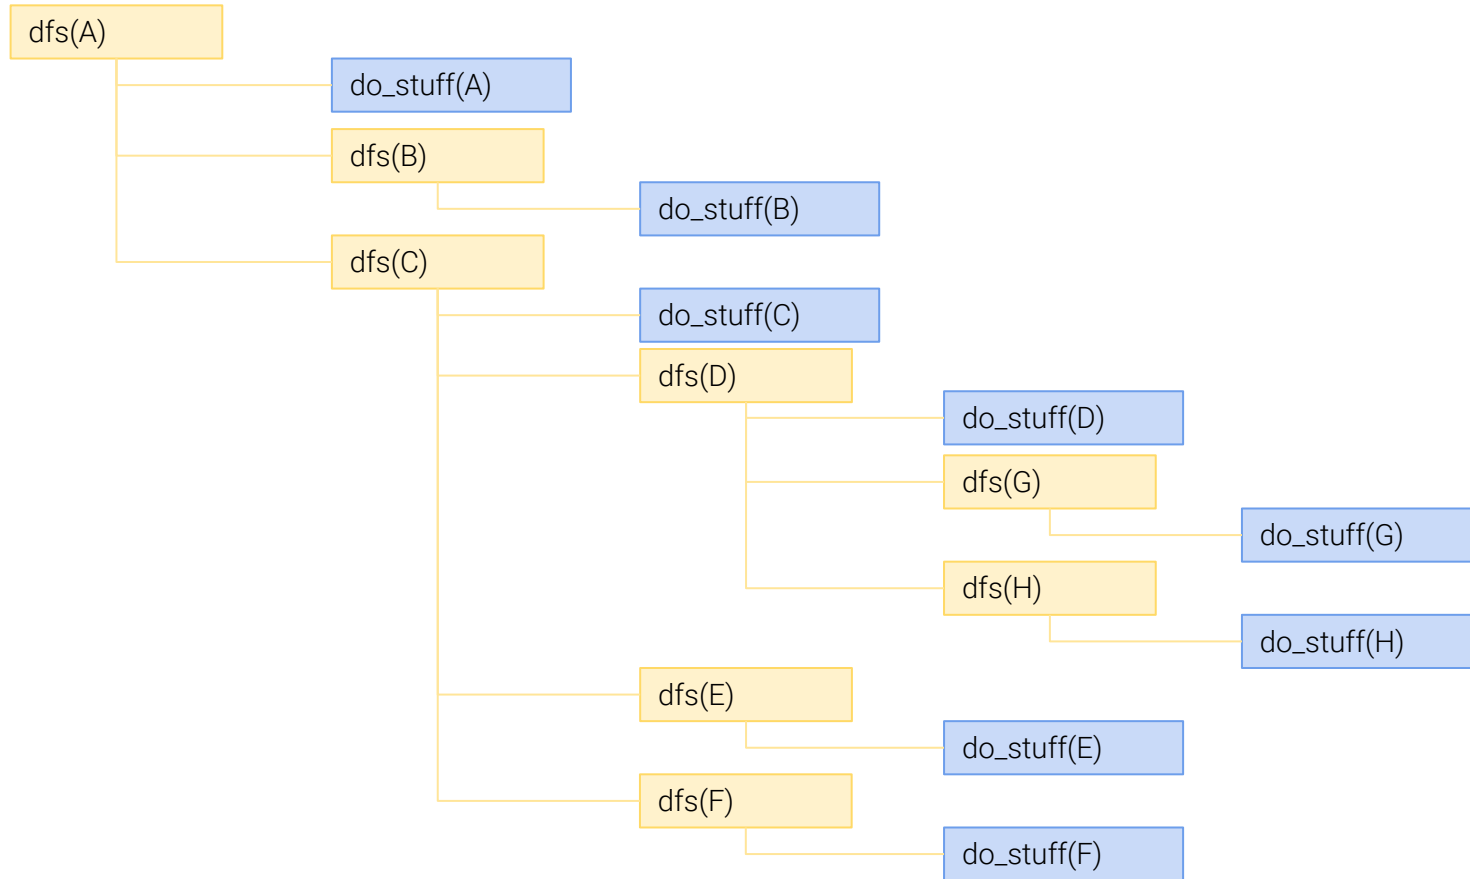 dfs(A)
do_stuff(A)
dfs(B)
do_stuff(B)
dfs(C)
do_stuff(C)
dfs(D)
do_stuff(D)
dfs(G)
do_stuff(G)
dfs(H)
do_stuff(H)
dfs(E)
do_stuff(E)
dfs(F)
do_stuff(F)